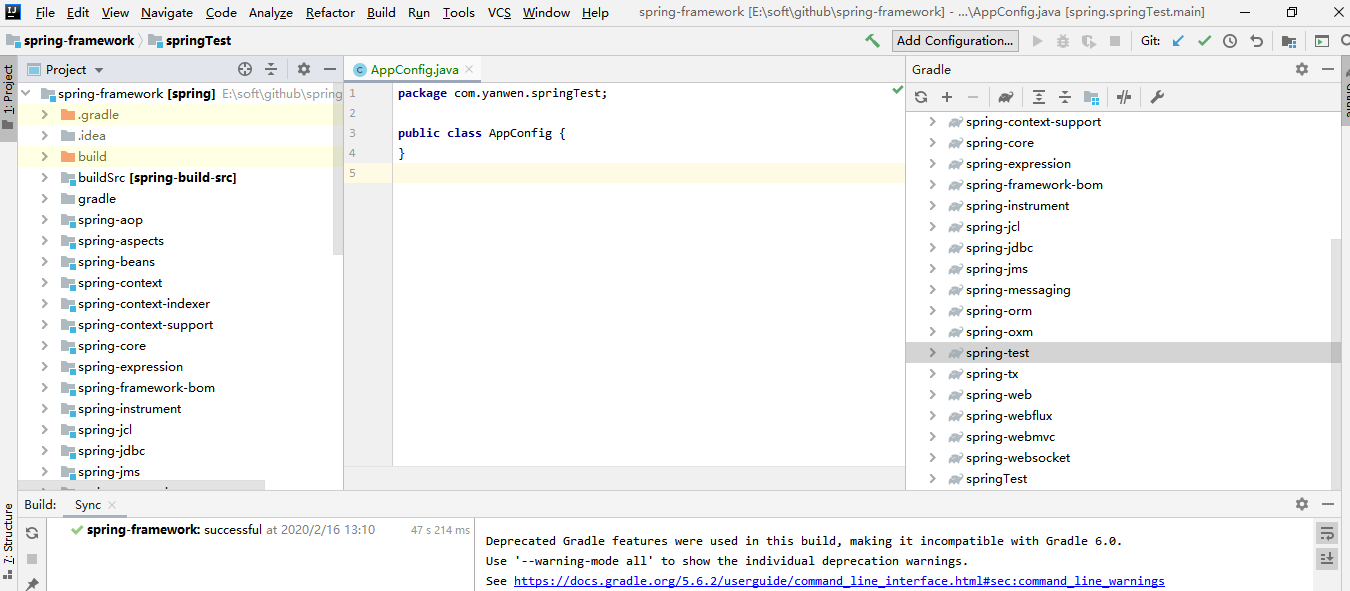 File Edit View Navigate Code Analyze Refactor Build Run Tools VCS Window Help spring-framework [E:\soft\github\spring-framework] - ...\AppConfig.java [spring.springTest.main]
spring-framework springTest Add Configuration... Git:
1: Project
Project
AppConfig.java
Gradle
spring-framework [spring] E:\soft\github\spring
.gradle
.idea
build
buildSrc [spring-build-src]
gradle
spring-aop
spring-aspects
spring-beans
spring-context
spring-context-indexer
spring-context-support
spring-core
spring-expression
spring-framework-bom
spring-instrument
spring-jcl
spring-jdbc
spring-jms
1 package com.yanwen.springTest;
2
3 public class AppConfig {
4 }
5
spring-context-support
spring-core
spring-expression
spring-framework-bom
spring-instrument
spring-jcl
spring-jdbc
spring-jms
spring-messaging
spring-orm
spring-oxm
spring-test
spring-tx
spring-web
spring-webflux
spring-webmvc
spring-websocket
springTest
7: Structure
Build: Sync
spring-framework: successful at 2020/2/16 13:10 47 s 214 ms
Deprecated Gradle features were used in this build, making it incompatible with Gradle 6.0.
Use '--warning-mode all' to show the individual deprecation warnings.
See https://docs.gradle.org/5.6.2/userguide/command_line_interface.html#sec:command_line_warnings